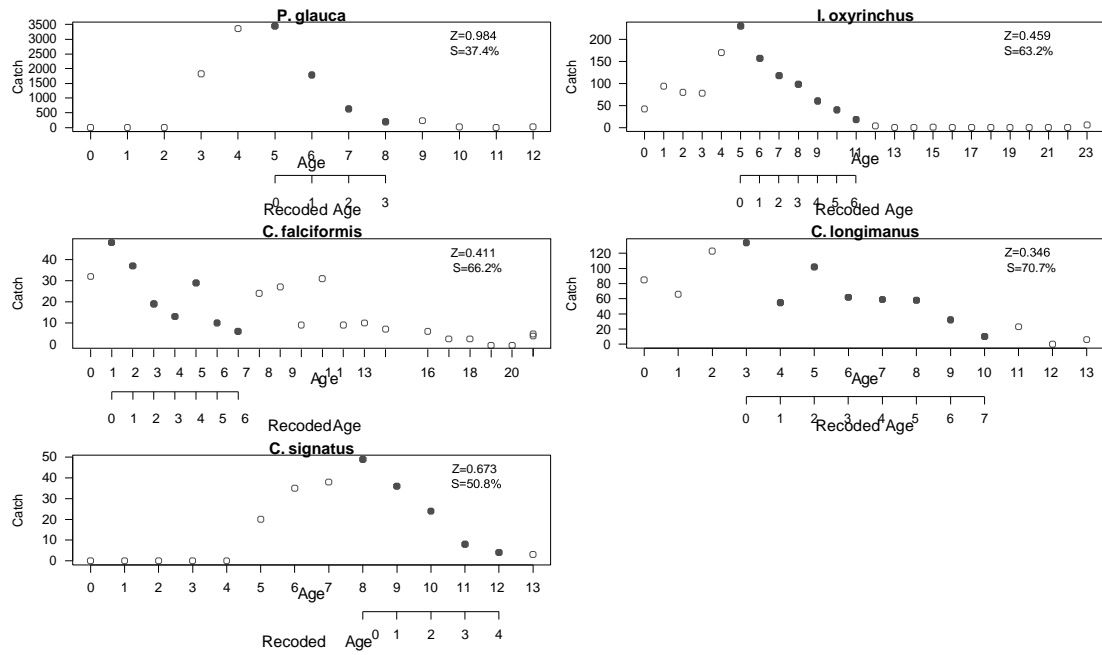 P. glauca
3500
3000
2500
2000
1500
1000
500
0
Catch
Z=0.984
S=37.4%
0 1 2 3 4 5 6 7 8 9 10 11 12
Age
0 1 2 3
Recoded Age
I. oxyrinchus
200
150
100
50
0
Catch
Z=0.459
S=63.2%
0 1 2 3 4 5 6 7 8 9 11 13 15 17 19 21 23
Age
0 1 2 3 4 5 6
Recoded Age
C. falciformis
40
30
20
10
0
Catch
Z=0.411
S=66.2%
0 1 2 3 4 5 6 7 8 9 11 13 16 18 20
Age
0 1 2 3 4 5 6
Recoded Age
C. longimanus
120
100
80
60
40
20
0
Catch
Z=0.346
S=70.7%
0 1 2 3 4 5 6 7 8 9 10 11 12 13
Age
0 1 2 3 4 5 6 7
Recoded Age
C. signatus
50
40
30
20
10
0
Catch
Z=0.673
S=50.8%
0 1 2 3 4 5 6 7 8 9 10 11 12 13
Age
0 1 2 3 4
Recoded Age